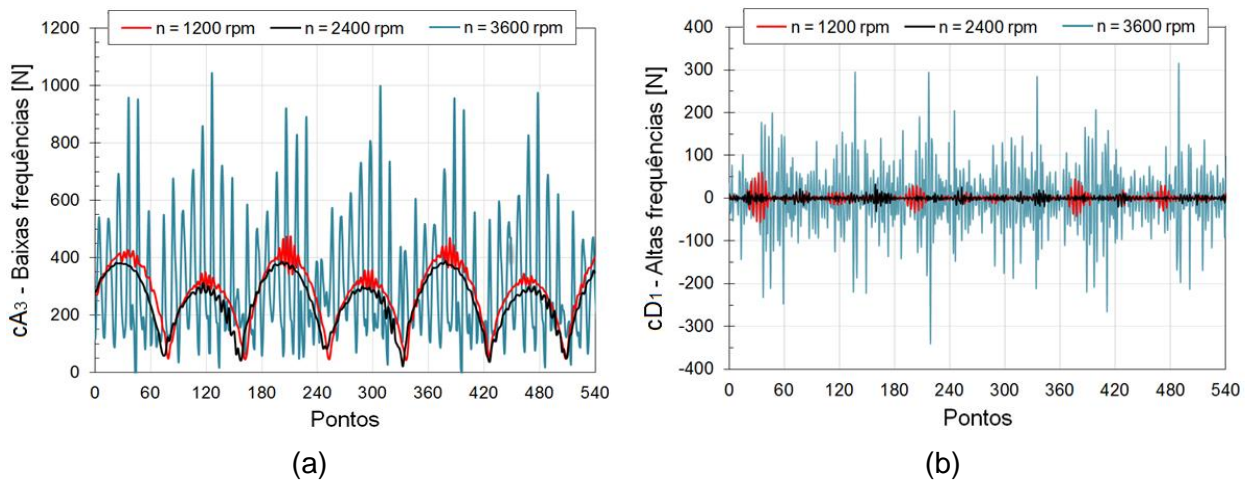 n = 1200 rpm n = 2400 rpm n = 3600 rpm
cA3 - Baixas frequências [N]
1200
1000
800
600
400
200
0
0 60 120 180 240 300 360 420 480 540
Pontos
(a)
n = 1200 rpm n = 2400 rpm n = 3600 rpm
cD1 - Altas frequências [N]
400
300
200
100
0
-100
-200
-300
-400
0 60 120 180 240 300 360 420 480 540
Pontos
(b)